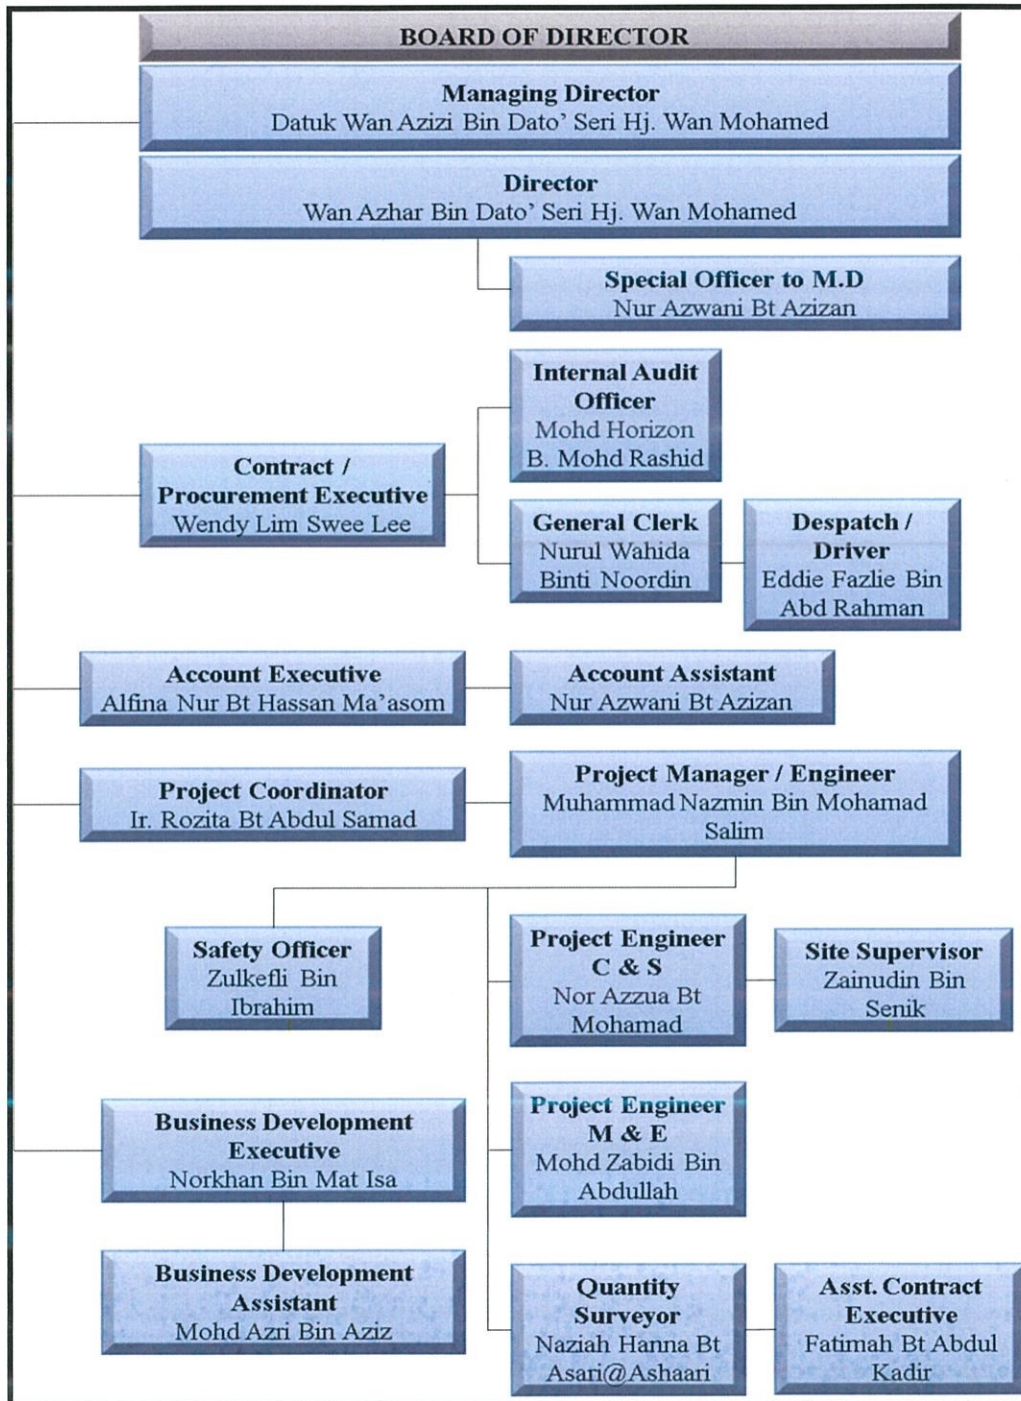 BOARD OF DIRECTOR
Managing Director
Datuk Wan Azizi Bin Dato’ Seri Hj. Wan Mohamed
Director
Wan Azhar Bin Dato’ Seri Hj. Wan Mohamed
Special Officer to M.D
Nur Azwani Bt Azizan
Internal Audit
Officer
Mohd Horizon
B. Mohd Rashid
Contract /
Procurement Executive
Wendy Lim Swee Lee
General Clerk
Nurul Wahida
Binti Noordin
Despatch /
Driver
Eddie Fazlie Bin
Abd Rahman
Account Executive
Alfina Nur Bt Hassan Ma’asom
Account Assistant
Nur Azwani Bt Azizan
Project Coordinator
Ir. Rozita Bt Abdul Samad
Project Manager / Engineer
Muhammad Nazmin Bin Mohamad
Salim
Safety Officer
Zulkefli Bin
Ibrahim
Project Engineer
C & S
Nor Azzua Bt
Mohamad
Site Supervisor
Zainudin Bin
Senik
Business Development
Executive
Norkhan Bin Mat Isa
Project Engineer
M & E
Mohd Zabidi Bin
Abdullah
Business Development
Assistant
Mohd Azri Bin Aziz
Quantity
Surveyor
Naziah Hanna Bt
Asari@Ashaari
Asst. Contract
Executive
Fatimah Bt Abdul
Kadir